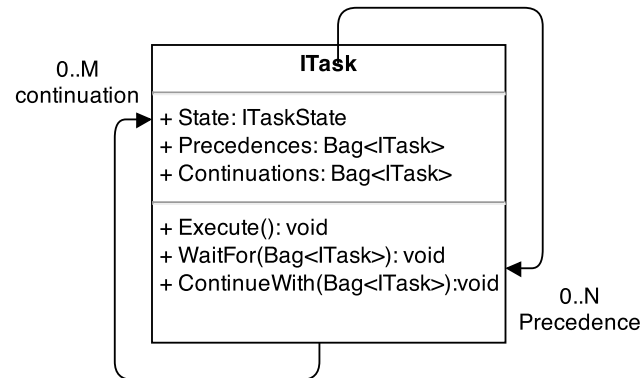 ITask
0..M
continuation
+ State: ITaskState
+ Precedences: Bag<ITask>
+ Continuations: Bag<ITask>
+ Execute(): void
+ WaitFor(Bag<ITask>): void
+ ContinueWith(Bag<ITask>):void
0..N
Precedence